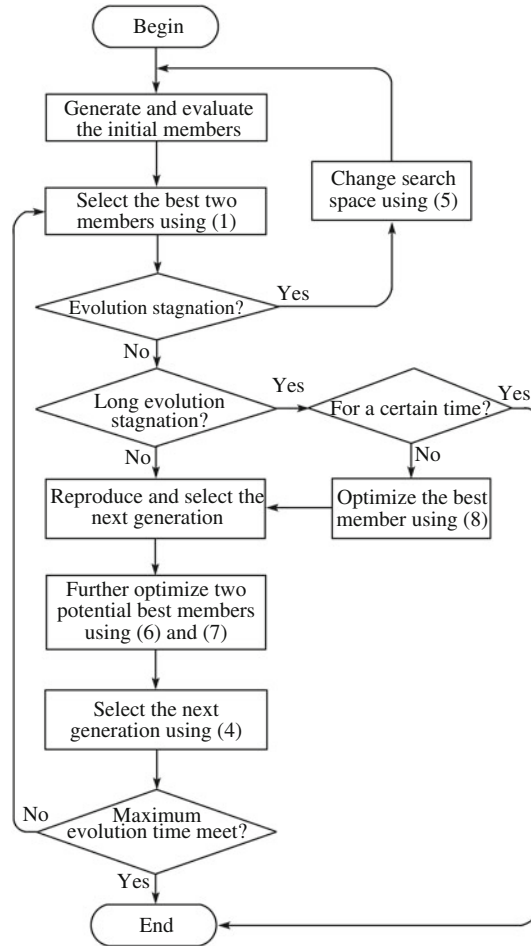 Begin
Generate and evaluate
the initial members
Change search
space using (5)
Select the best two
members using (1)
Evolution stagnation?
Yes
No
Long evolution
stagnation?
Yes
For a certain time?
Yes
No
No
Reproduce and select the
next generation
Optimize the best
member using (8)
Further optimize two
potential best members
using (6) and (7)
Select the next
generation using (4)
No
Maximum
evolution time meet?
Yes
End